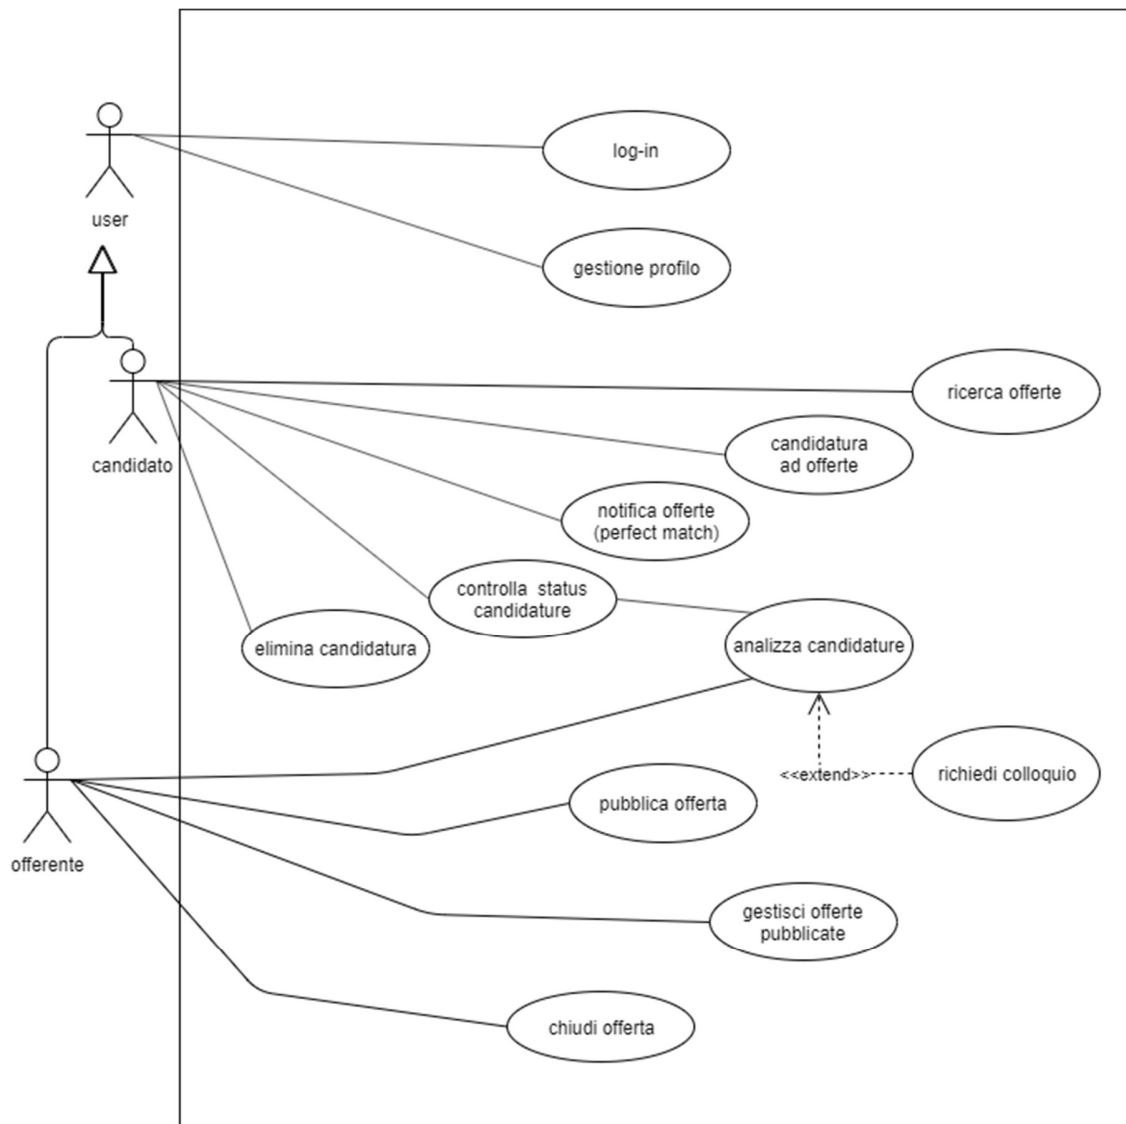 log-in
user
gestione profilo
ricerca offerte
candidatura
ad offerte
candidato
notifica offerte
(perfect match)
controlla status
candidature
elimina candidatura
analizza candidature
<<extend>>
richiedi colloquio
pubblica offerta
offerente
gestisci offerte
pubblicate
chiudi offerta